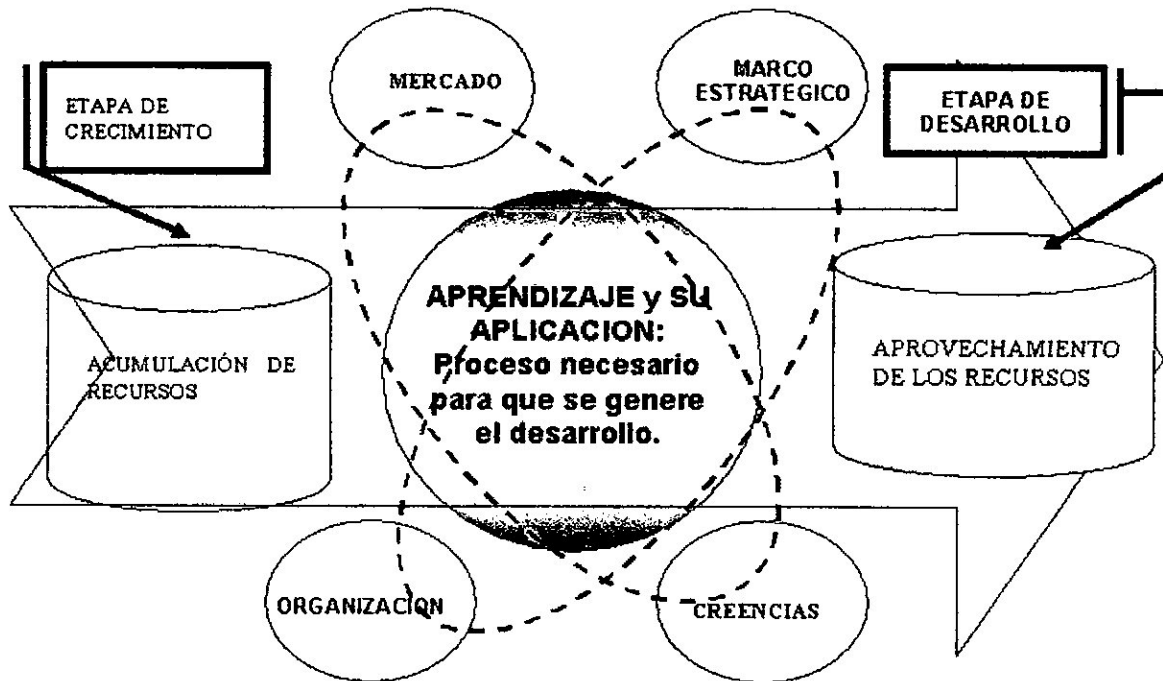 MERCADO
MARCO
ESTRATEGICO
ETAPA DE
CRECIMIENTO
ETAPA DE
DESARROLLO
APRENDIZAJE y SU
APLICACION:
Proceso necesario
para que se genere
el desarrollo.
ACUMULACIÓN DE
RECURSOS
APROVECHAMIENTO
DE LOS RECURSOS
ORGANIZACION
CREENCIAS